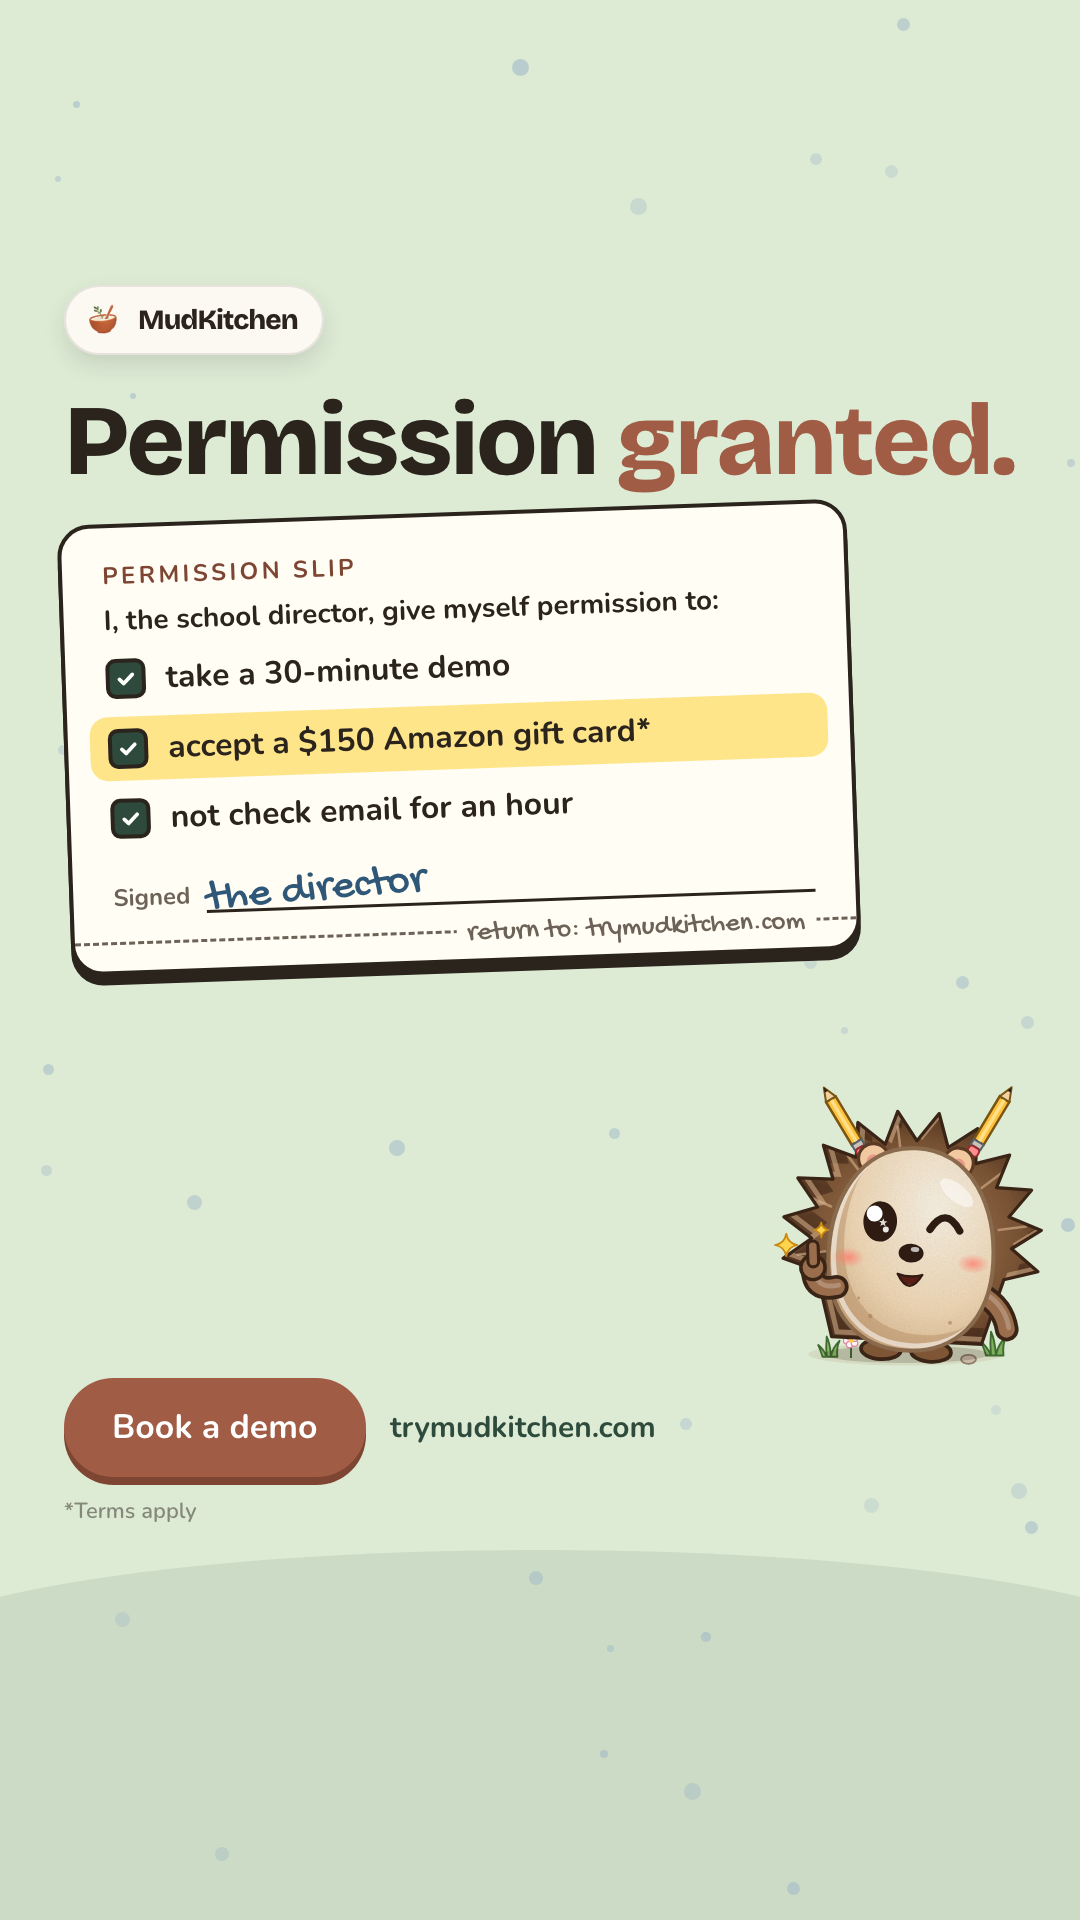 MudKitchen
Permission granted.
PERMISSION SLIP
I, the school director, give myself permission to:
take a 30-minute demo
accept a $150 Amazon gift card*
not check email for an hour
Signed the director
return to: trymudkitchen.com
Book a demo
trymudkitchen.com
*Terms apply